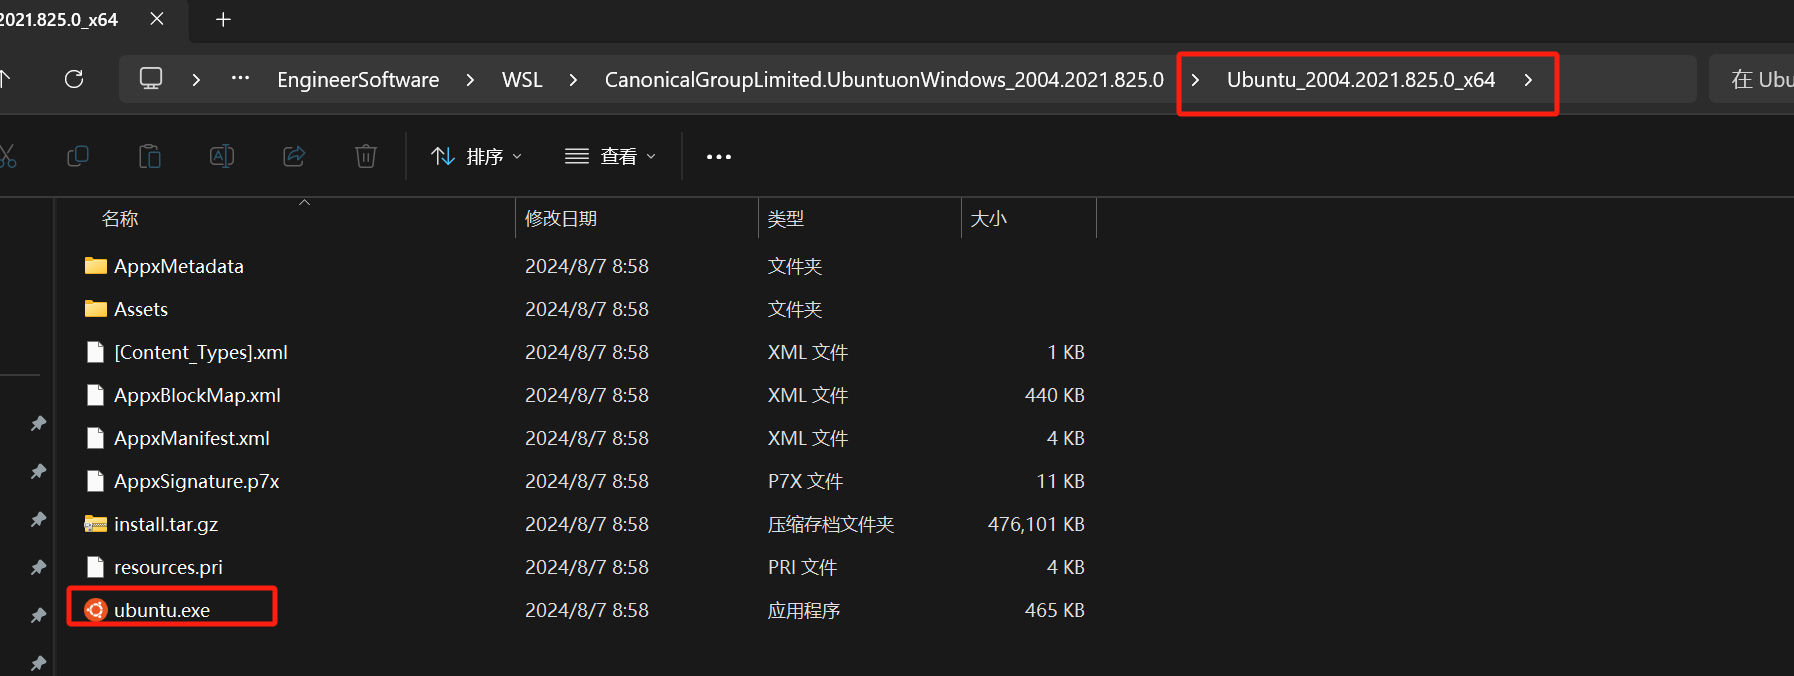 2021.825.0_x64
EngineerSoftware WSL CanonicalGroupLimited.UbuntuonWindows_2004.2021.825.0 Ubuntu_2004.2021.825.0_x64 在 Ubu
排序 查看
名称 修改日期 类型 大小
AppxMetadata 2024/8/7 8:58 文件夹
Assets 2024/8/7 8:58 文件夹
[Content_Types].xml 2024/8/7 8:58 XML 文件 1 KB
AppxBlockMap.xml 2024/8/7 8:58 XML 文件 440 KB
AppxManifest.xml 2024/8/7 8:58 XML 文件 4 KB
AppxSignature.p7x 2024/8/7 8:58 P7X 文件 11 KB
install.tar.gz 2024/8/7 8:58 压缩存档文件夹 476,101 KB
resources.pri 2024/8/7 8:58 PRI 文件 4 KB
ubuntu.exe 2024/8/7 8:58 应用程序 465 KB